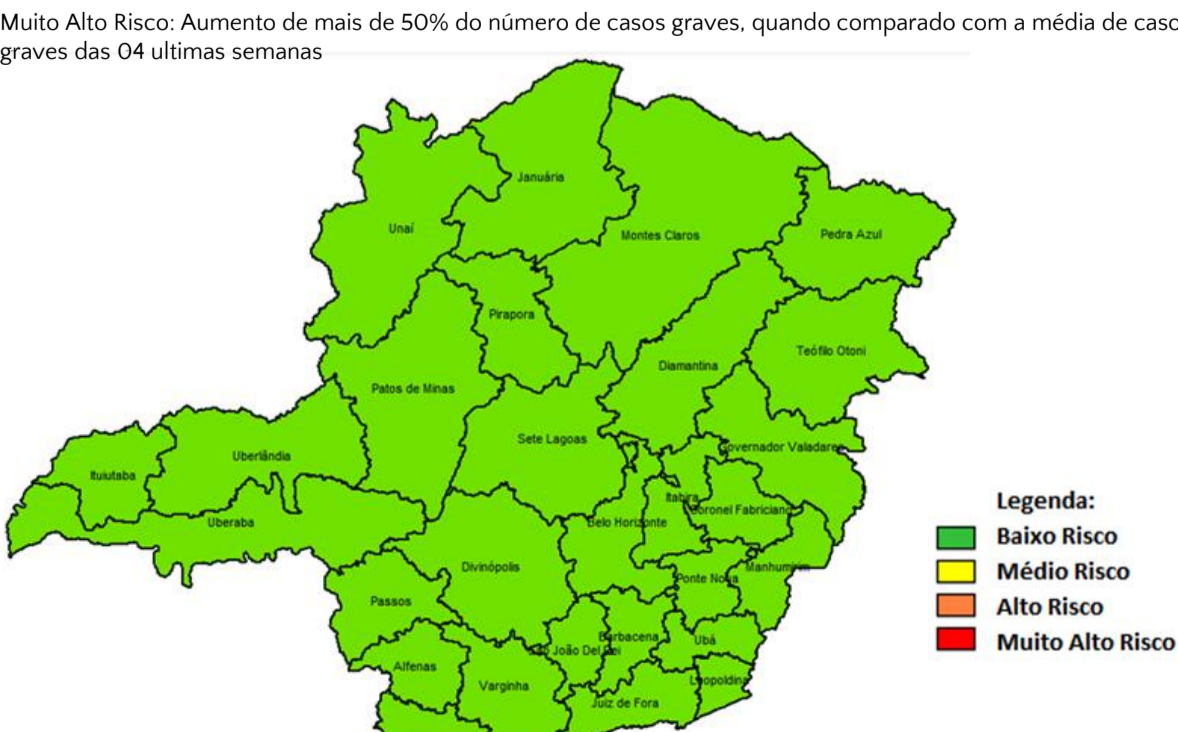 Muito Alto Risco: Aumento de mais de 50% do número de casos graves, quando comparado com a média de caso
graves das 04 ultimas semanas
Januária
Unaí
Montes Claros
Pedra Azul
Pirapora
Teófilo Otoni
Diamantina
Patos de Minas
Sete Lagoas
Governador Valadares
Uberlândia
Ituiutaba
Itabira
Coronel Fabriciano
Uberaba
Belo Horizonte
Divinópolis
Manhumirim
Ponte Nova
Passos
Barbacena
Ubá
São João Del Rei
Alfenas
Leopoldina
Varginha
Juiz de Fora
Legenda:
Baixo Risco
Médio Risco
Alto Risco
Muito Alto Risco